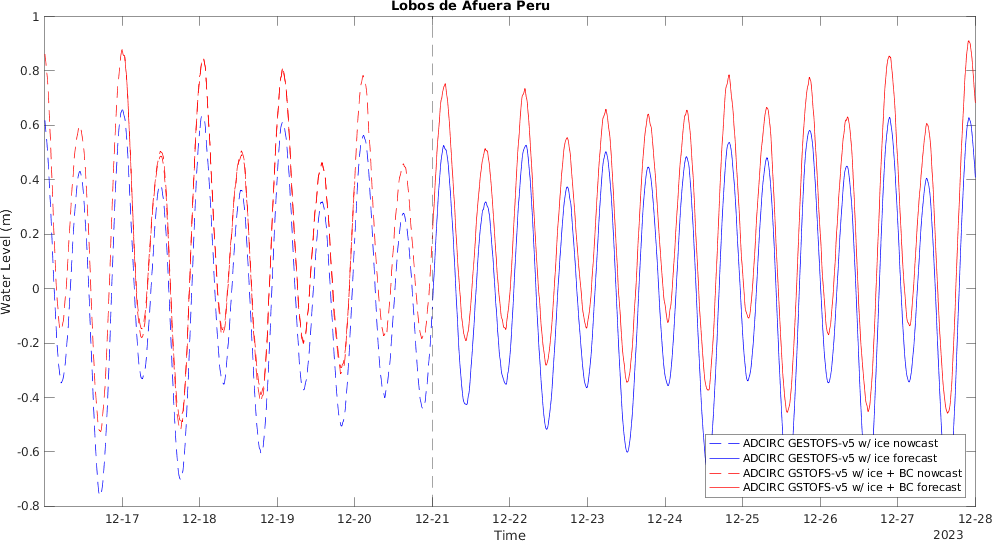 Lobos de Afuera Peru
1
0.8
0.6
0.4
0.2
0
-0.2
-0.4
-0.6
-0.8
Water Level (m)
ADCIRC GESTOFS-v5 w/ ice nowcast
ADCIRC GESTOFS-v5 w/ ice forecast
ADCIRC GSTOFS-v5 w/ ice + BC nowcast
ADCIRC GSTOFS-v5 w/ ice + BC forecast
12-17 12-18 12-19 12-20 12-21 12-22 12-23 12-24 12-25 12-26 12-27 12-28
Time
2023